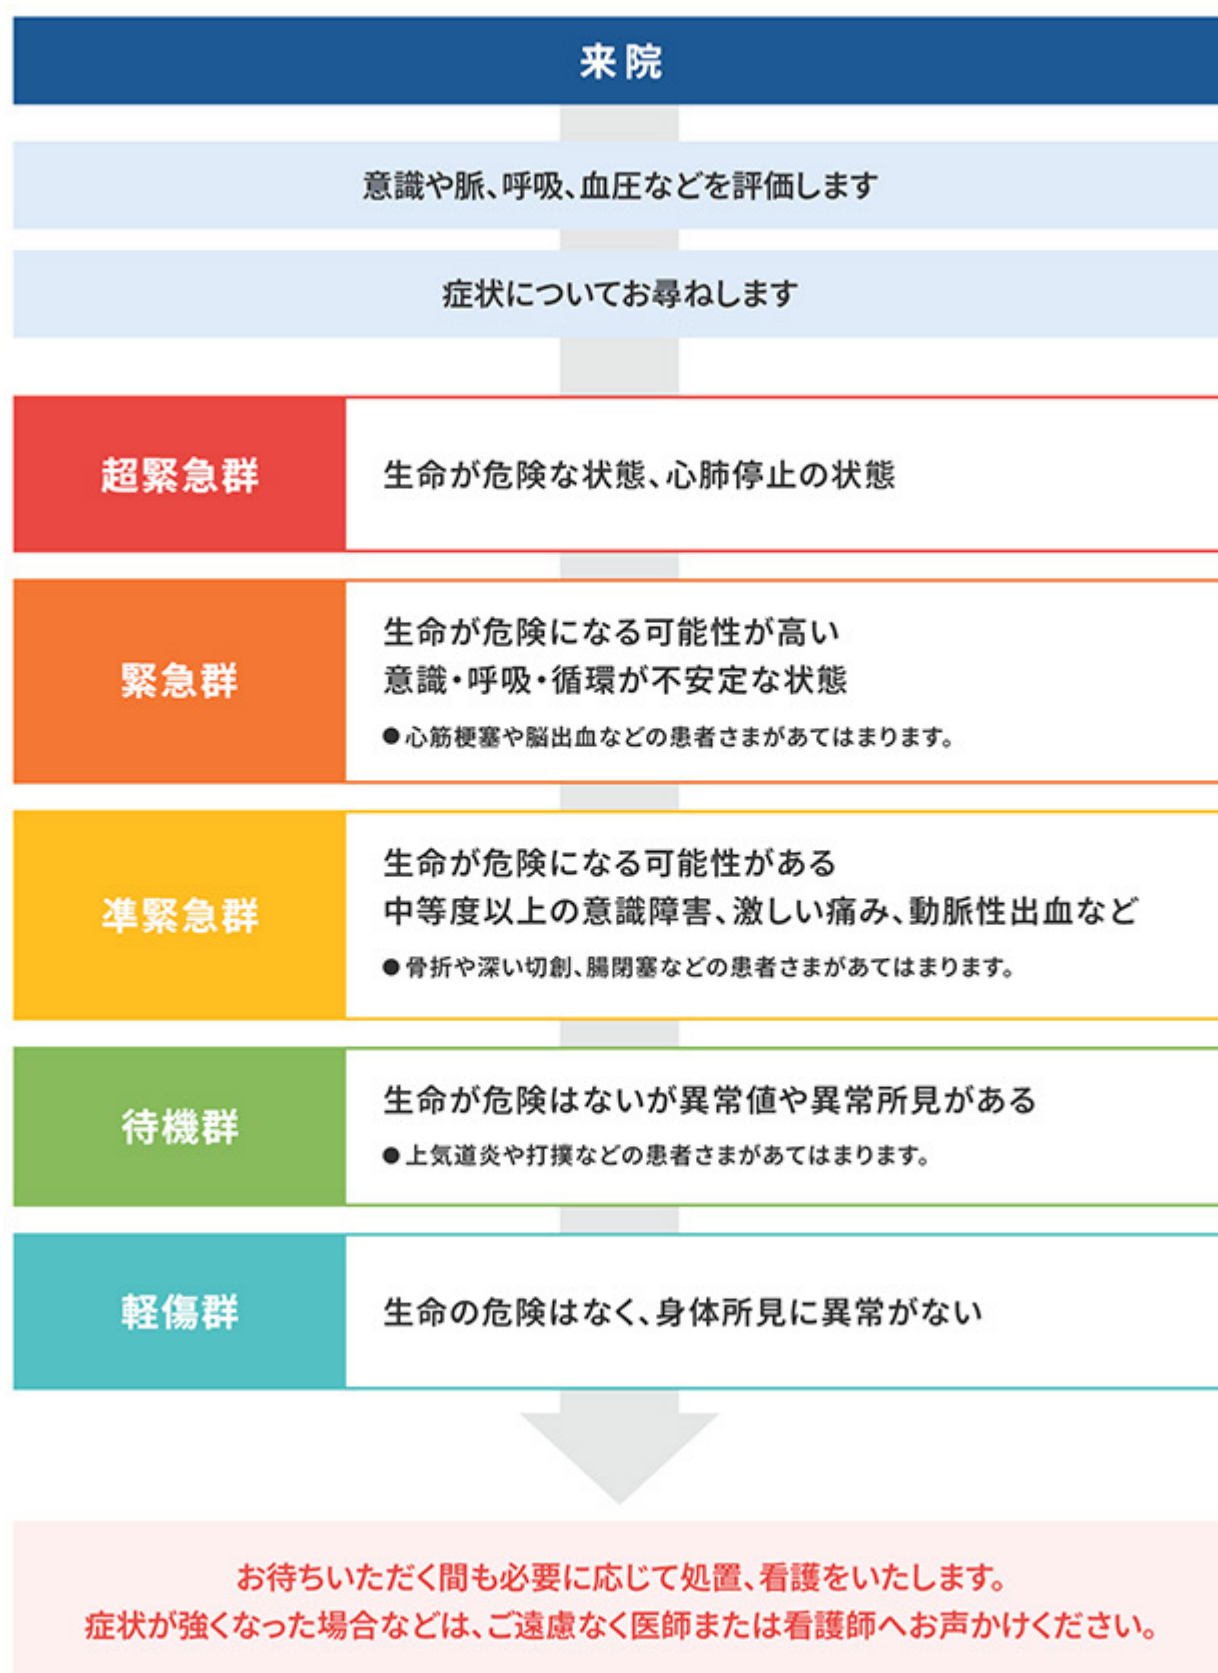 来院
意識や脈、呼吸、血圧などを評価します
症状についてお尋ねします
超緊急群
生命が危険な状態、心肺停止の状態
緊急群
生命が危険になる可能性が高い
意識・呼吸・循環が不安定な状態
●心筋梗塞や脳出血などの患者さまがあてはまります。
準緊急群
生命が危険になる可能性がある
中等度以上の意識障害、激しい痛み、動脈性出血など
●骨折や深い切創、腸閉塞などの患者さまがあてはまります。
待機群
生命が危険はないが異常値や異常所見がある
●上気道炎や打撲などの患者さまがあてはまります。
軽傷群
生命の危険はなく、身体所見に異常がない
お待ちいただく間も必要に応じて処置、看護をいたします。
症状が強くなった場合などは、ご遠慮なく医師または看護師へお声かけください。